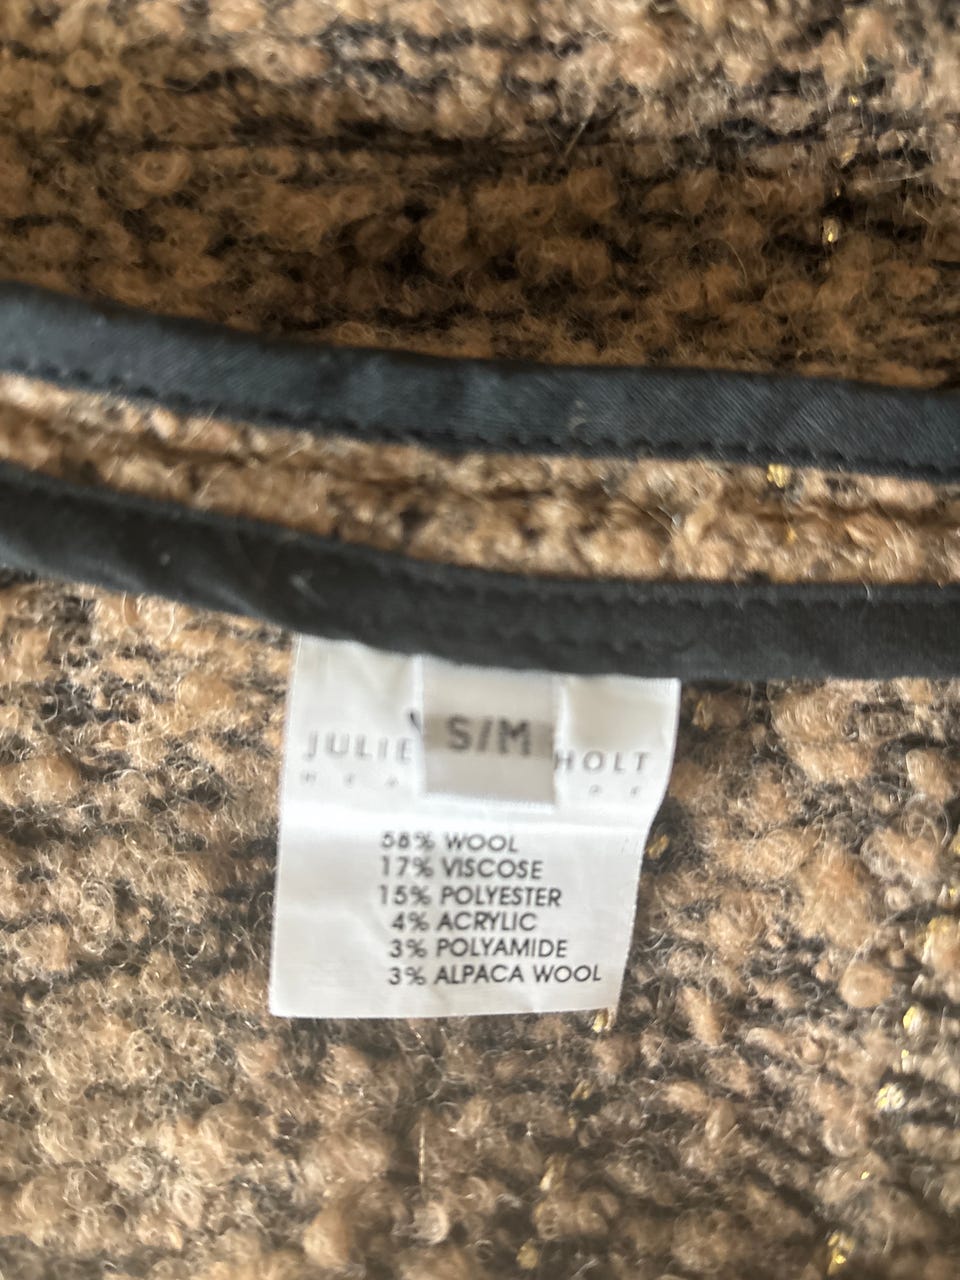 S/M
JULIE HOLT
58% WOOL
17% VISCOSE
15% POLYESTER
4% ACRYLIC
3% POLYAMIDE
3% ALPACA WOOL